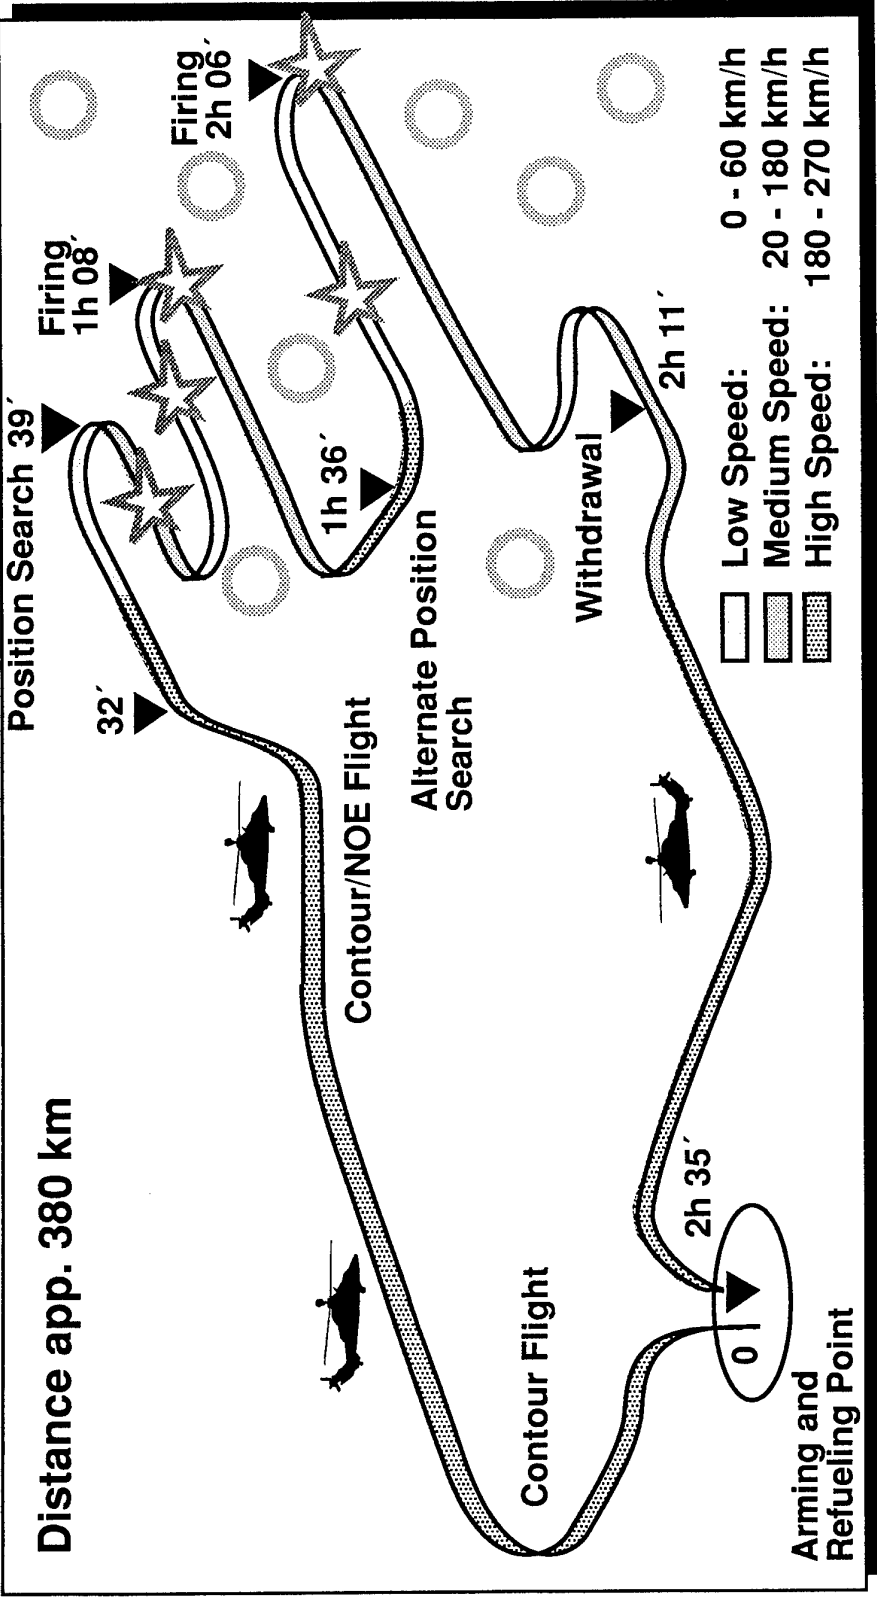 Distance app. 380 km
Position Search 39´
32´
Firing
1h 08´
Firing
2h 06´
1h 36´
Contour/NOE Flight
Alternate Position
Search
Contour Flight
Withdrawal
2h 11´
2h 35´
0
Arming and
Refueling Point
Low Speed: 0 - 60 km/h
Medium Speed: 20 - 180 km/h
High Speed: 180 - 270 km/h